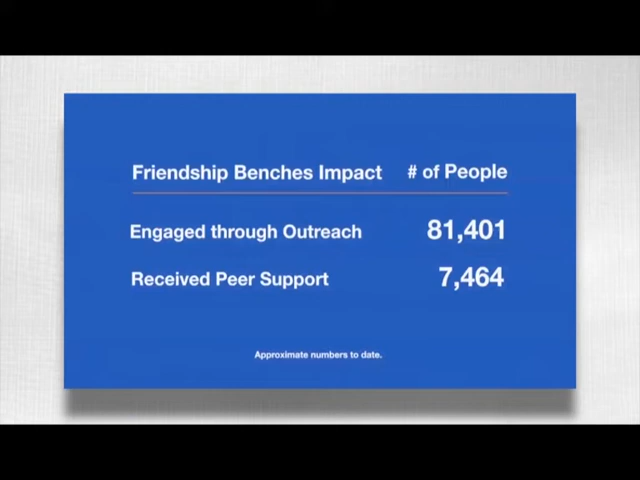 Friendship Benches Impact # of People
Engaged through Outreach 81,401
Received Peer Support 7,464
Approximate numbers to date.